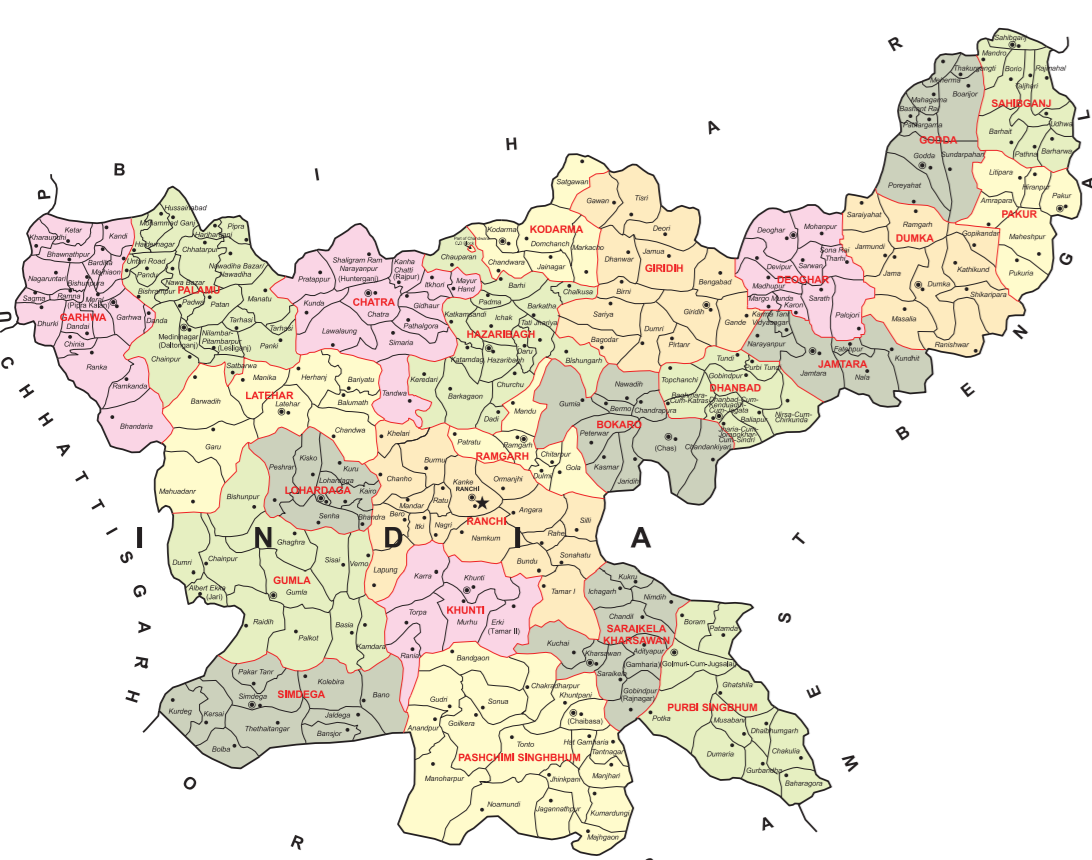 B I H A R
U P
CHHATTISGARH
O R
WEST BENGAL
I N D I A
GARHWA
Ketar
Kharaundhi
Kandi
Bhawnathpur
Bardiha
Nagaruntari
Bishunpura
Majhiaon
Sagma
Ramna
Meral
(Pipra Kalan)
Dhurki
Dandai
Garhwa
Danda
Chinia
Ranka
Ramkanda
Bhandaria
PALAMU
Hussainabad
Mohammad Ganj
Haidernagar
Hariharganj
Pipra
Chhatarpur
Untari Road
Pandu
Nawadiha Bazar/
Nawadiha
Nawa Bazar
Bishrampur
Padwa
Patan
Manatu
Tarhasi
Medininagar
(Daltonganj)
Nilambar-
Pitambarpur
(Lesliganj)
Tarhasi
Panki
Chainpur
Satbarwa
CHATRA
Shaligram Ram
Narayanpur
(Hunterganj)
Kanha
Chatti
(Rajpur)
Pratappur
Itkhori
Mayur
Hand
Kunda
Gidhaur
Chatra
Pathalgora
Lawalaung
Simaria
Tandwa
HAZARIBAGH
Chauparan
Barhi
Padma
Barkatha
Chalkusa
Katkamsandi
Ichak
Tati Jhariya
Daru
Katamdag
Hazaribagh
Bishungarh
Keredari
Churchu
Barkagaon
Dadi
KODARMA
Satgawan
Kodarma
Domchanch
Markacho
Chandwara
Jainagar
GIRIDIH
Gawan
Tisri
Deori
Dhanwar
Jamua
Bengabad
Birni
Sariya
Giridih
Gande
Dumri
Pirtanr
Bagodar
DEOGHAR
Deoghar
Mohanpur
Sona Rai
Tharhi
Devipur
Sarwan
Madhupur
Margo Munda
Karon
Sarath
Palojori
GODDA
Meherma
Thakurgangti
Boarijor
Mahagama
Basant Rai
Pathargama
Godda
Sundarpahari
Poreyahat
SAHIBGANJ
Sahibganj
Mandro
Borio
Rajmahal
Taljhari
Udhwa
Barhait
Pathna
Barharwa
PAKUR
Litipara
Hiranpur
Pakur
Amrapara
Maheshpur
Pukuria
DUMKA
Saraiyahat
Ramgarh
Gopikandar
Jarmundi
Kathikund
Jama
Dumka
Shikaripara
Masalia
Ranishwar
JAMTARA
Karma Tanr
Vidyasagar
Narayanpur
Fatehpur
Kundhit
Jamtara
Nala
DHANBAD
Tundi
Purbi Tundi
Topchanchi
Gobindpur
Baliapur
Nirsa-Cum-
Chirkunda
Jharia-Cum-
Cum-Sindri
BOKARO
Nawadih
Gumia
Bermo
Chandrapura
Peterwar
(Chas)
Chandankiyari
Kasmar
Jaridih
LATEHAR
Manika
Herhanj
Bariyatu
Barwadih
Latehar
Balumath
Chandwa
Garu
Mahuadanr
RAMGARH
Mandu
Patratu
Ramgarh
Chitarpur
Gola
Dulmi
LOHARDAGA
Kisko
Peshrar
Kuru
Lohardaga
Kairo
Senha
Bhandra
RANCHI
Khelari
Burmu
Chanho
Kanke
RANCHI
Ormanjhi
Mandar
Ratu
Angara
Bero
Itki
Nagri
Namkum
Silli
Rahe
Sonahatu
Bundu
Lapung
Tamar I
GUMLA
Bishunpur
Ghaghra
Dumri
Chainpur
Sisai
Verno
Albert Ekka
(Jari)
Gumla
Raidih
Palkot
Basia
Kamdara
KHUNTI
Karra
Khunti
Torpa
Murhu
Erki
(Tamar II)
Rania
SIMDEGA
Pakar Tanr
Kolebira
Simdega
Bano
Kurdeg
Kersai
Thethaitangar
Jaldega
Bansjor
Bolba
SARAIKELA
KHARSAWAN
Kukru
Ichagarh
Nimdih
Chandil
Kuchai
Kharsawan
Adityapur
(Gamharia)
Saraikela
Gobindpur
(Rajnagar)
PURBI SINGBHUM
Boram
Patamda
Golmuri-Cum-Jugsalai
Ghatshila
Potka
Musabani
Dhalbhumgarh
Dumaria
Chakulia
Gurbandha
Baharagora
PASHCHIMI SINGHBHUM
Bandgaon
Chakradharpur
Gudri
Sonua
Khuntpani
Goilkera
(Chaibasa)
Anandpur
Tonto
Hat Gamharia
Tantnagar
Manoharpur
Jhinkpani
Manjhari
Noamundi
Jagannathpur
Kumardungi
Majhgaon